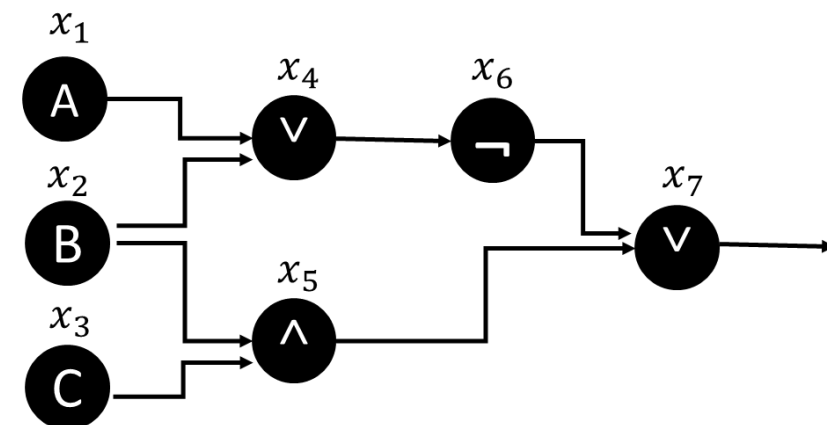 x₁
A
x₂
B
x₃
C
x₄
∨
x₅
∧
x₆
¬
x₇
∨